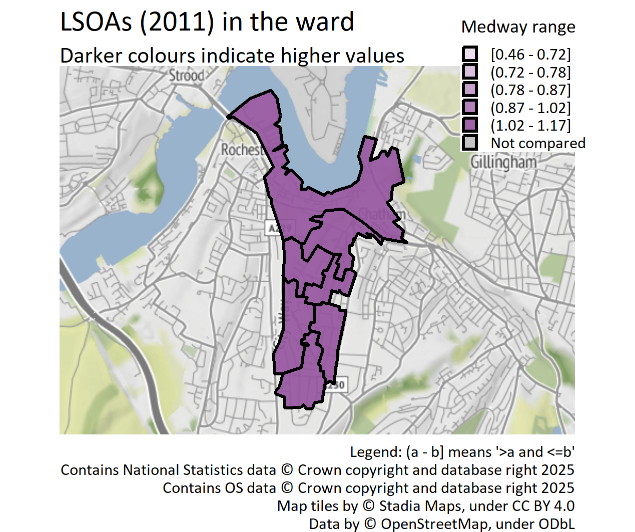 LSOAs (2011) in the ward
Darker colours indicate higher values
Medway range
[0.46 - 0.72]
(0.72 - 0.78]
(0.78 - 0.87]
(0.87 - 1.02]
(1.02 - 1.17]
Not compared
Strood
Gillingham
Legend: (a - b] means '>a and <=b'
Contains National Statistics data © Crown copyright and database right 2025
Contains OS data © Crown copyright and database right 2025
Map tiles by © Stadia Maps, under CC BY 4.0
Data by © OpenStreetMap, under ODbL